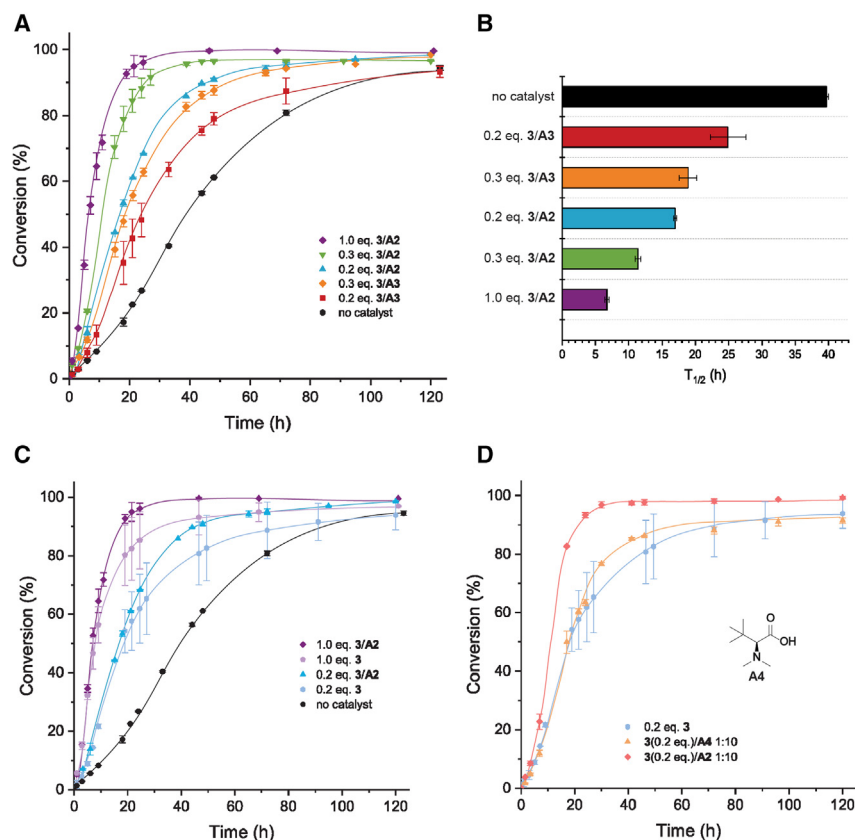 A
Conversion (%)
100
80
60
40
20
0
1.0 eq. 3/A2
0.3 eq. 3/A2
0.2 eq. 3/A2
0.3 eq. 3/A3
0.2 eq. 3/A3
no catalyst
0 20 40 60 80 100 120
Time (h)
B
no catalyst
0.2 eq. 3/A3
0.3 eq. 3/A3
0.2 eq. 3/A2
0.3 eq. 3/A2
1.0 eq. 3/A2
0 5 10 15 20 25 30 35 40
T1/2 (h)
C
Conversion (%)
100
80
60
40
20
0
1.0 eq. 3/A2
1.0 eq. 3
0.2 eq. 3/A2
0.2 eq. 3
no catalyst
0 20 40 60 80 100 120
Time (h)
D
Conversion (%)
100
80
60
40
20
0
O
OH
N
A4
0.2 eq. 3
3(0.2 eq.)/A4 1:10
3(0.2 eq.)/A2 1:10
0 20 40 60 80 100 120
Time (h)